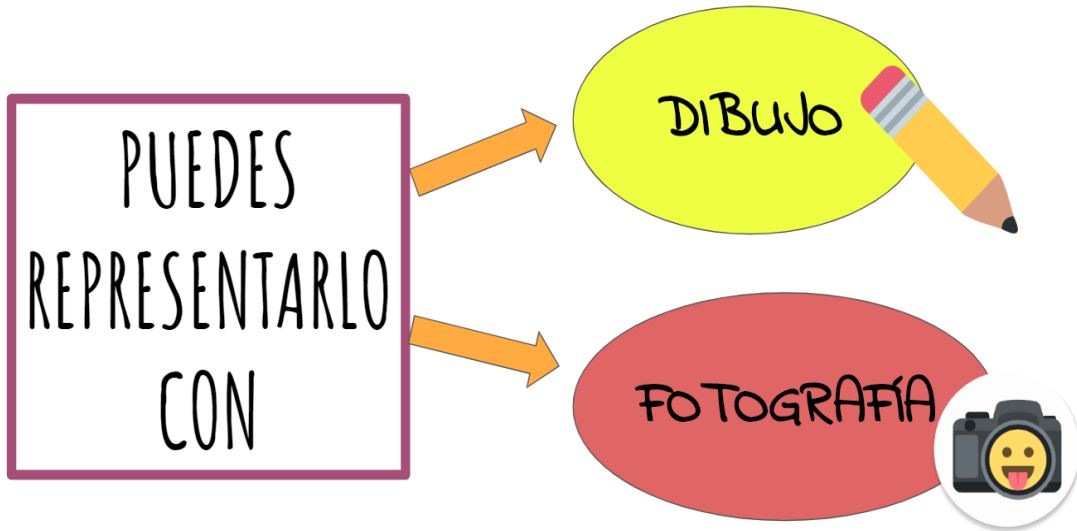 PUEDES
REPRESENTARLO
CON
DIBUJO
FOTOGRAFÍA